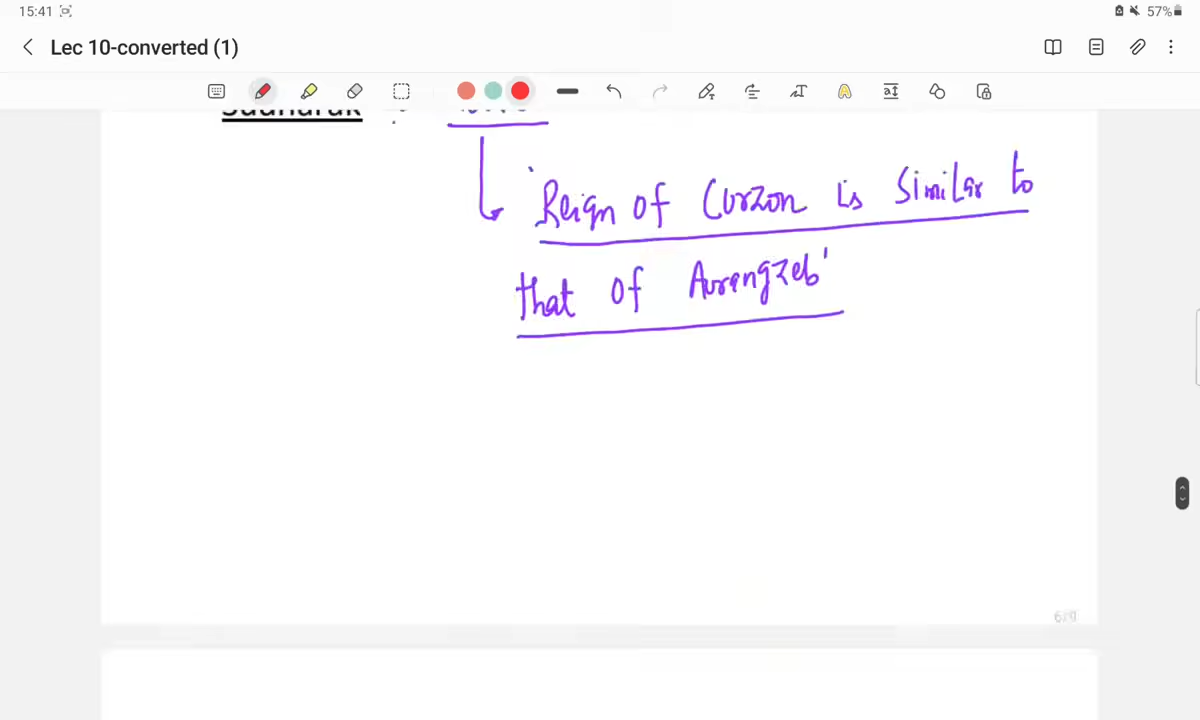 15:41
57%
Lec 10-converted (1)
'Reign of Curzon is Similar to
that of Aurangzeb'